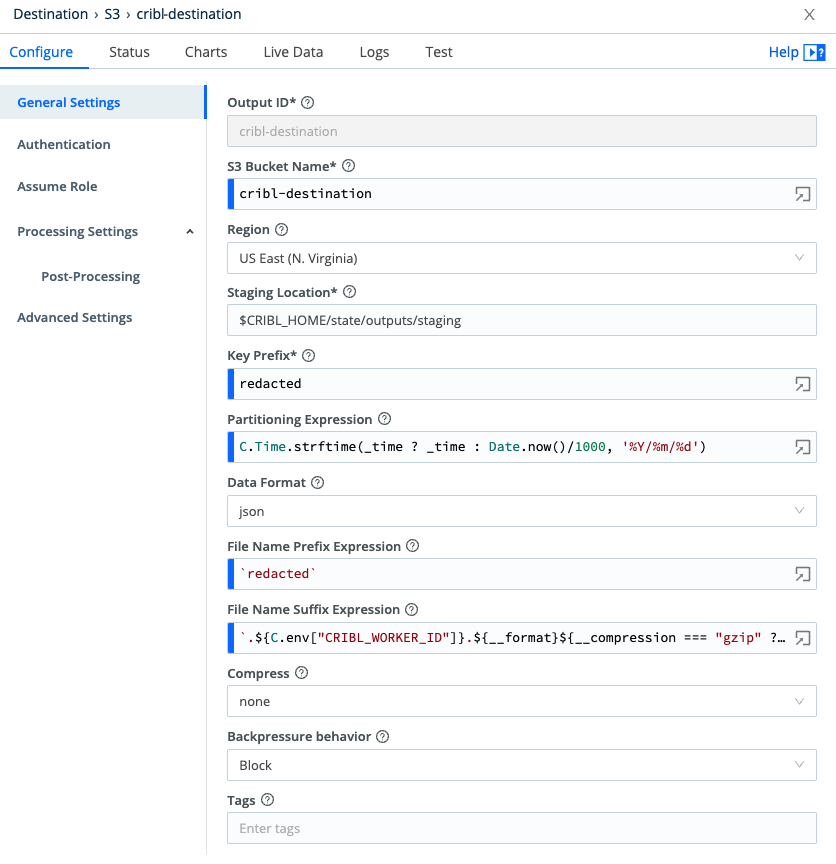 Destination › S3 › cribl-destination
Configure Status Charts Live Data Logs Test Help
General Settings
Authentication
Assume Role
Processing Settings
Post-Processing
Advanced Settings
Output ID*
cribl-destination
S3 Bucket Name*
cribl-destination
Region
US East (N. Virginia)
Staging Location*
$CRIBL_HOME/state/outputs/staging
Key Prefix*
redacted
Partitioning Expression
C.Time.strftime(_time ? _time : Date.now()/1000, '%Y/%m/%d')
Data Format
json
File Name Prefix Expression
`redacted`
File Name Suffix Expression
`.${C.env["CRIBL_WORKER_ID"]}.${__format}${__compression === "gzip" ?…
Compress
none
Backpressure behavior
Block
Tags
Enter tags